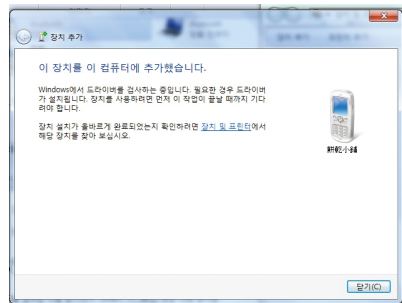 장치 추가
이 장치를 이 컴퓨터에 추가했습니다.
Windows에서 드라이버를 검사하는 중입니다. 필요한 경우 드라이버
가 설치됩니다. 장치를 사용하려면 먼저 이 작업이 끝날 때까지 기다
려야 합니다.
장치 설치가 올바르게 완료되었는지 확인하려면 장치 및 프린터에서
해당 장치를 찾아 보십시오.
餠乾小鋪
닫기(C)